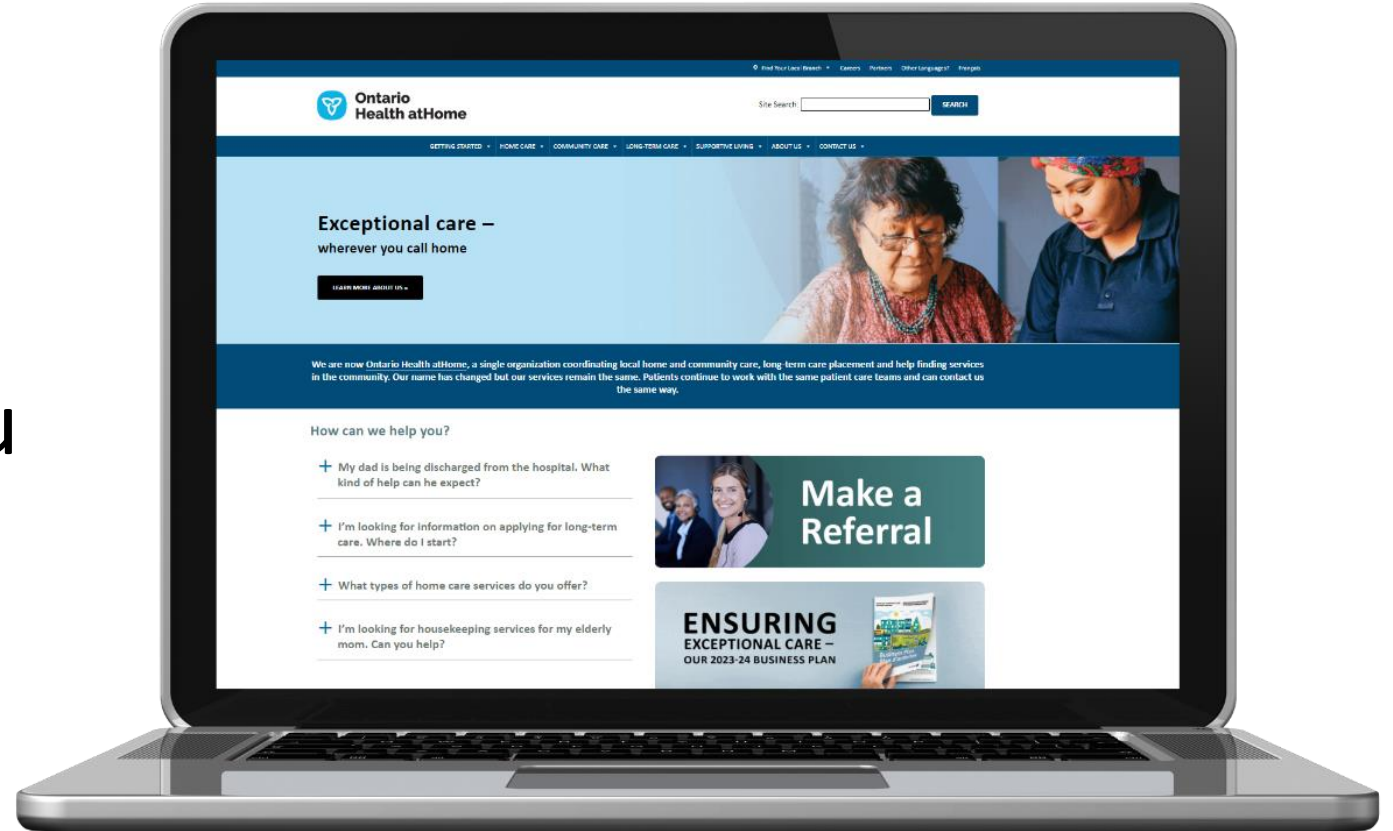 Find Your Local Branch
Careers
Partners
Other Languages?
Français
Ontario
Health atHome
Site Search
SEARCH
GETTING STARTED
HOME CARE
COMMUNITY CARE
LONG-TERM CARE
SUPPORTIVE LIVING
ABOUT US
CONTACT US
Exceptional care –
wherever you call home
LEARN MORE ABOUT US »
We are now Ontario Health atHome, a single organization coordinating local home and community care, long-term care placement and help finding services
in the community. Our name has changed but our services remain the same. Patients continue to work with the same patient care teams and can contact us
the same way.
How can we help you?
My dad is being discharged from the hospital. What
kind of help can he expect?
I'm looking for information on applying for long-term
care. Where do I start?
What types of home care services do you offer?
I'm looking for housekeeping services for my elderly
mom. Can you help?
Make a
Referral
ENSURING
EXCEPTIONAL CARE –
OUR 2023-24 BUSINESS PLAN
Business Plan